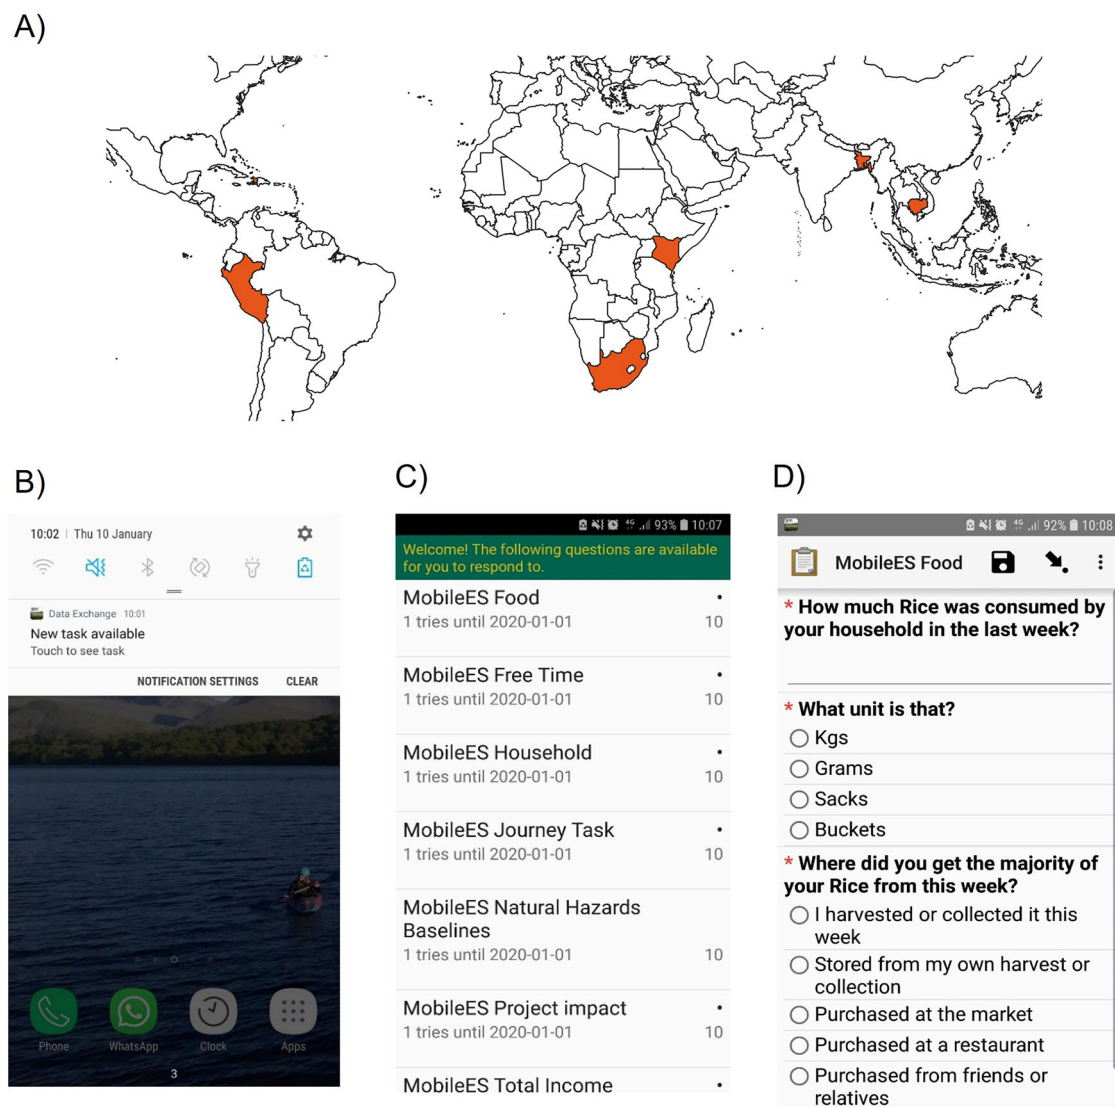 A)
B)
10:02 | Thu 10 January
Data Exchange 10:01
New task available
Touch to see task
NOTIFICATION SETTINGS CLEAR
Phone WhatsApp Clock Apps
3
C)
4G 93% 10:07
Welcome! The following questions are available
for you to respond to.
MobileES Food
1 tries until 2020-01-01 10
MobileES Free Time
1 tries until 2020-01-01 10
MobileES Household
1 tries until 2020-01-01 10
MobileES Journey Task
1 tries until 2020-01-01 10
MobileES Natural Hazards
Baselines
1 tries until 2020-01-01 10
MobileES Project impact
1 tries until 2020-01-01 10
MobileES Total Income
D)
4G 92% 10:08
MobileES Food
* How much Rice was consumed by
your household in the last week?
* What unit is that?
Kgs
Grams
Sacks
Buckets
* Where did you get the majority of
your Rice from this week?
I harvested or collected it this
week
Stored from my own harvest or
collection
Purchased at the market
Purchased at a restaurant
Purchased from friends or
relatives